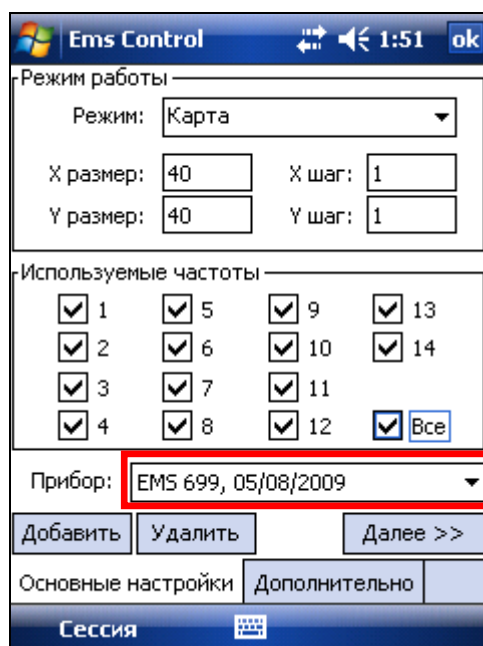 Ems Control 1:51 ok
Режим работы
Режим: Карта
X размер: 40 X шаг: 1
Y размер: 40 Y шаг: 1
Используемые частоты
1 5 9 13
2 6 10 14
3 7 11
4 8 12 Все
Прибор: EMS 699, 05/08/2009
Добавить Удалить Далее >>
Основные настройки Дополнительно
Сессия